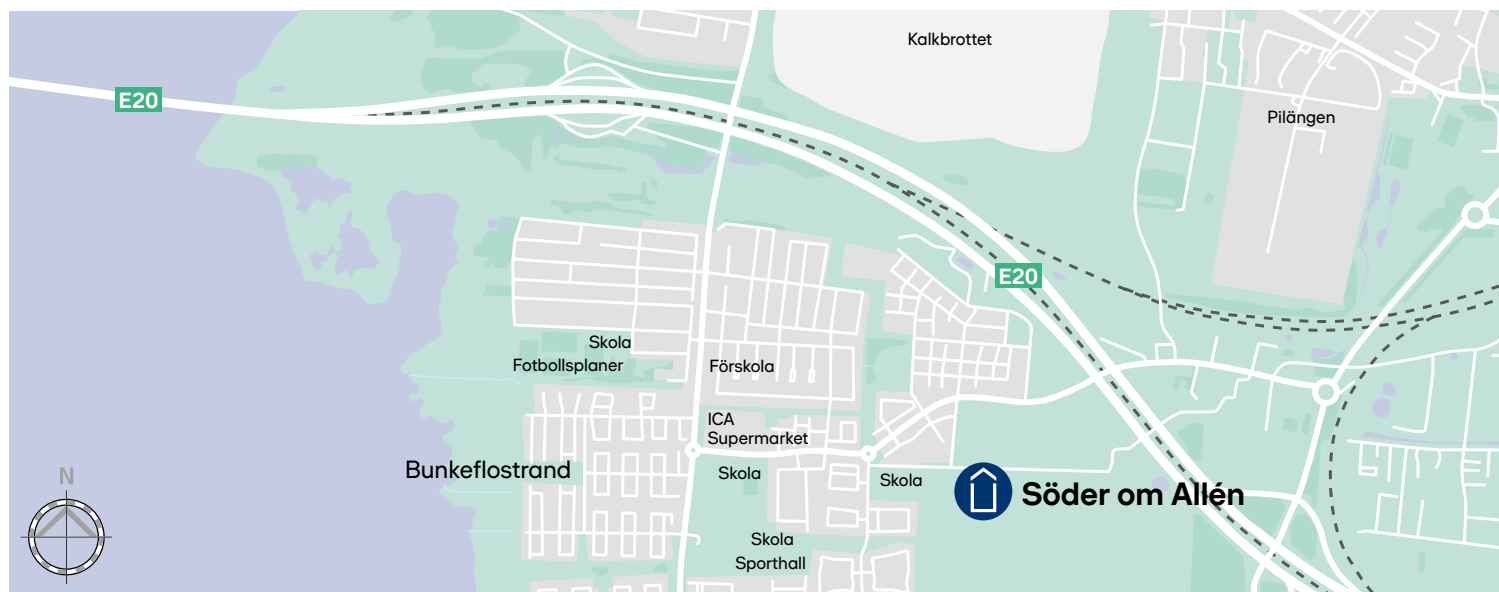 Kalkbrottet
E20
Pilängen
E20
Skola
Fotbollsplaner
Förskola
ICA
Supermarket
Bunkeflostrand
Skola
Skola
N
Söder om Allén
Skola
Sporthall